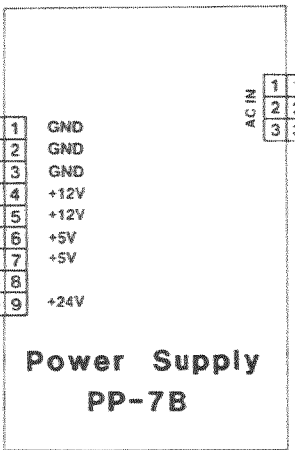 1 GND
2 GND
3 GND
4 +12V
5 +12V
6 +5V
7 +5V
8
9 +24V
AC IN
1 1
2
3
Power Supply
PP-7B